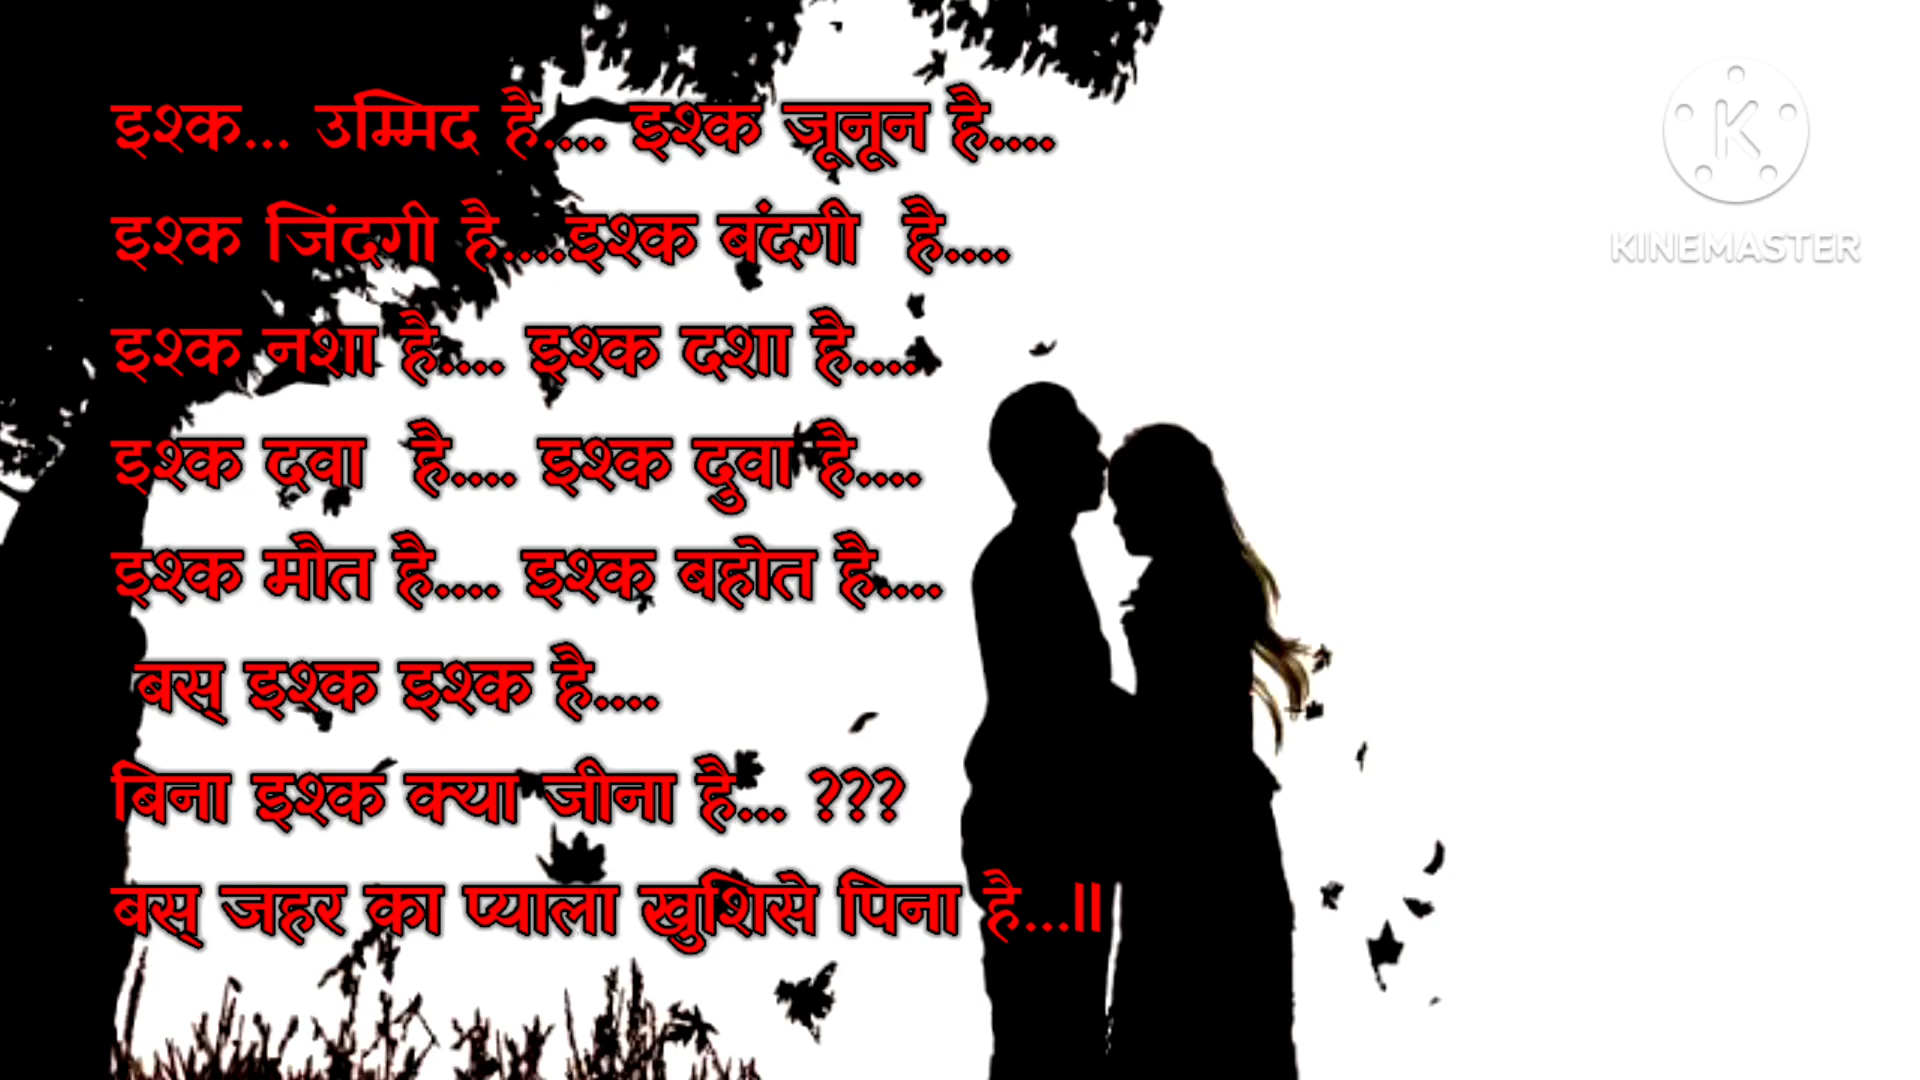 इश्क... उम्मिद है.... इश्क जूनून है....
इश्क जिंदगी है....इश्क बंदगी  है....
इश्क नशा है.... इश्क दशा है....
इश्क दवा  है.... इश्क दुवा है....
इश्क मौत है.... इश्क बहोत है....
बस् इश्क इश्क है....
बिना इश्क क्या जीना है... ???
बस् जहर का प्याला खुशिसे पिना है...ll
K
KINEMASTER